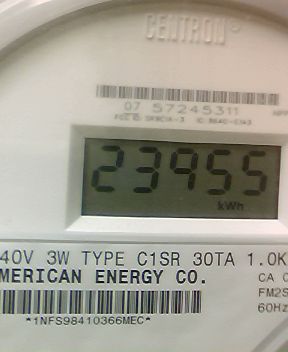 CENTRON®
07 57245311
23955
kWh
40V 3W TYPE C1SR 30TA 1.0K
MERICAN ENERGY CO.
CA 0
FM2S
60Hz
*1NFS98410366MEC*